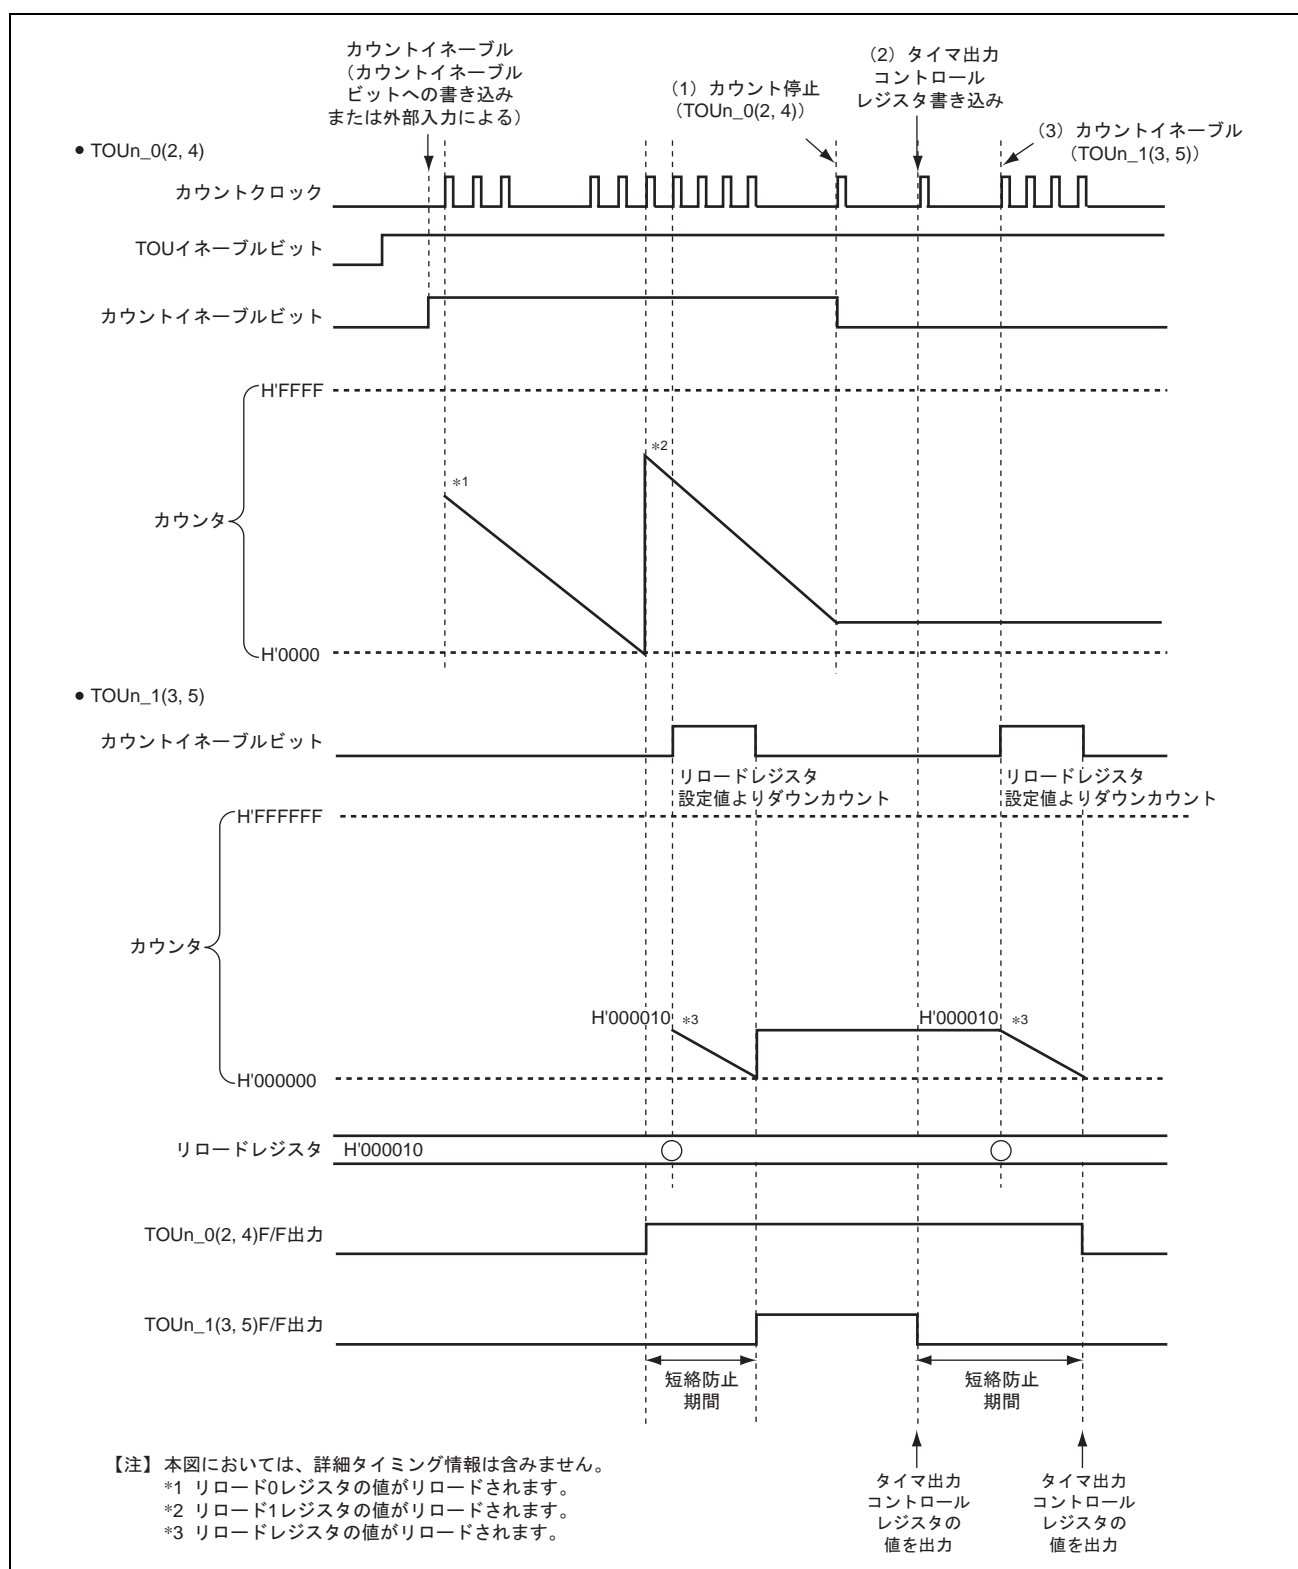 カウントイネーブル
（カウントイネーブル
ビットへの書き込み
または外部入力による）
（1）カウント停止
（TOUn_0(2, 4)）
（2）タイマ出力
コントロール
レジスタ書き込み
（3）カウントイネーブル
（TOUn_1(3, 5)）
● TOUn_0(2, 4)
カウントクロック
TOUイネーブルビット
カウントイネーブルビット
H'FFFF
*2
*1
カウンタ
H'0000
● TOUn_1(3, 5)
カウントイネーブルビット
リロードレジスタ
設定値よりダウンカウント
リロードレジスタ
設定値よりダウンカウント
H'FFFFFF
カウンタ
H'000010 *3
H'000010 *3
H'000000
リロードレジスタ H'000010
TOUn_0(2, 4)F/F出力
TOUn_1(3, 5)F/F出力
短絡防止
期間
短絡防止
期間
タイマ出力
コントロール
レジスタの
値を出力
タイマ出力
コントロール
レジスタの
値を出力
【注】 本図においては、詳細タイミング情報は含みません。
*1 リロード0レジスタの値がリロードされます。
*2 リロード1レジスタの値がリロードされます。
*3 リロードレジスタの値がリロードされます。